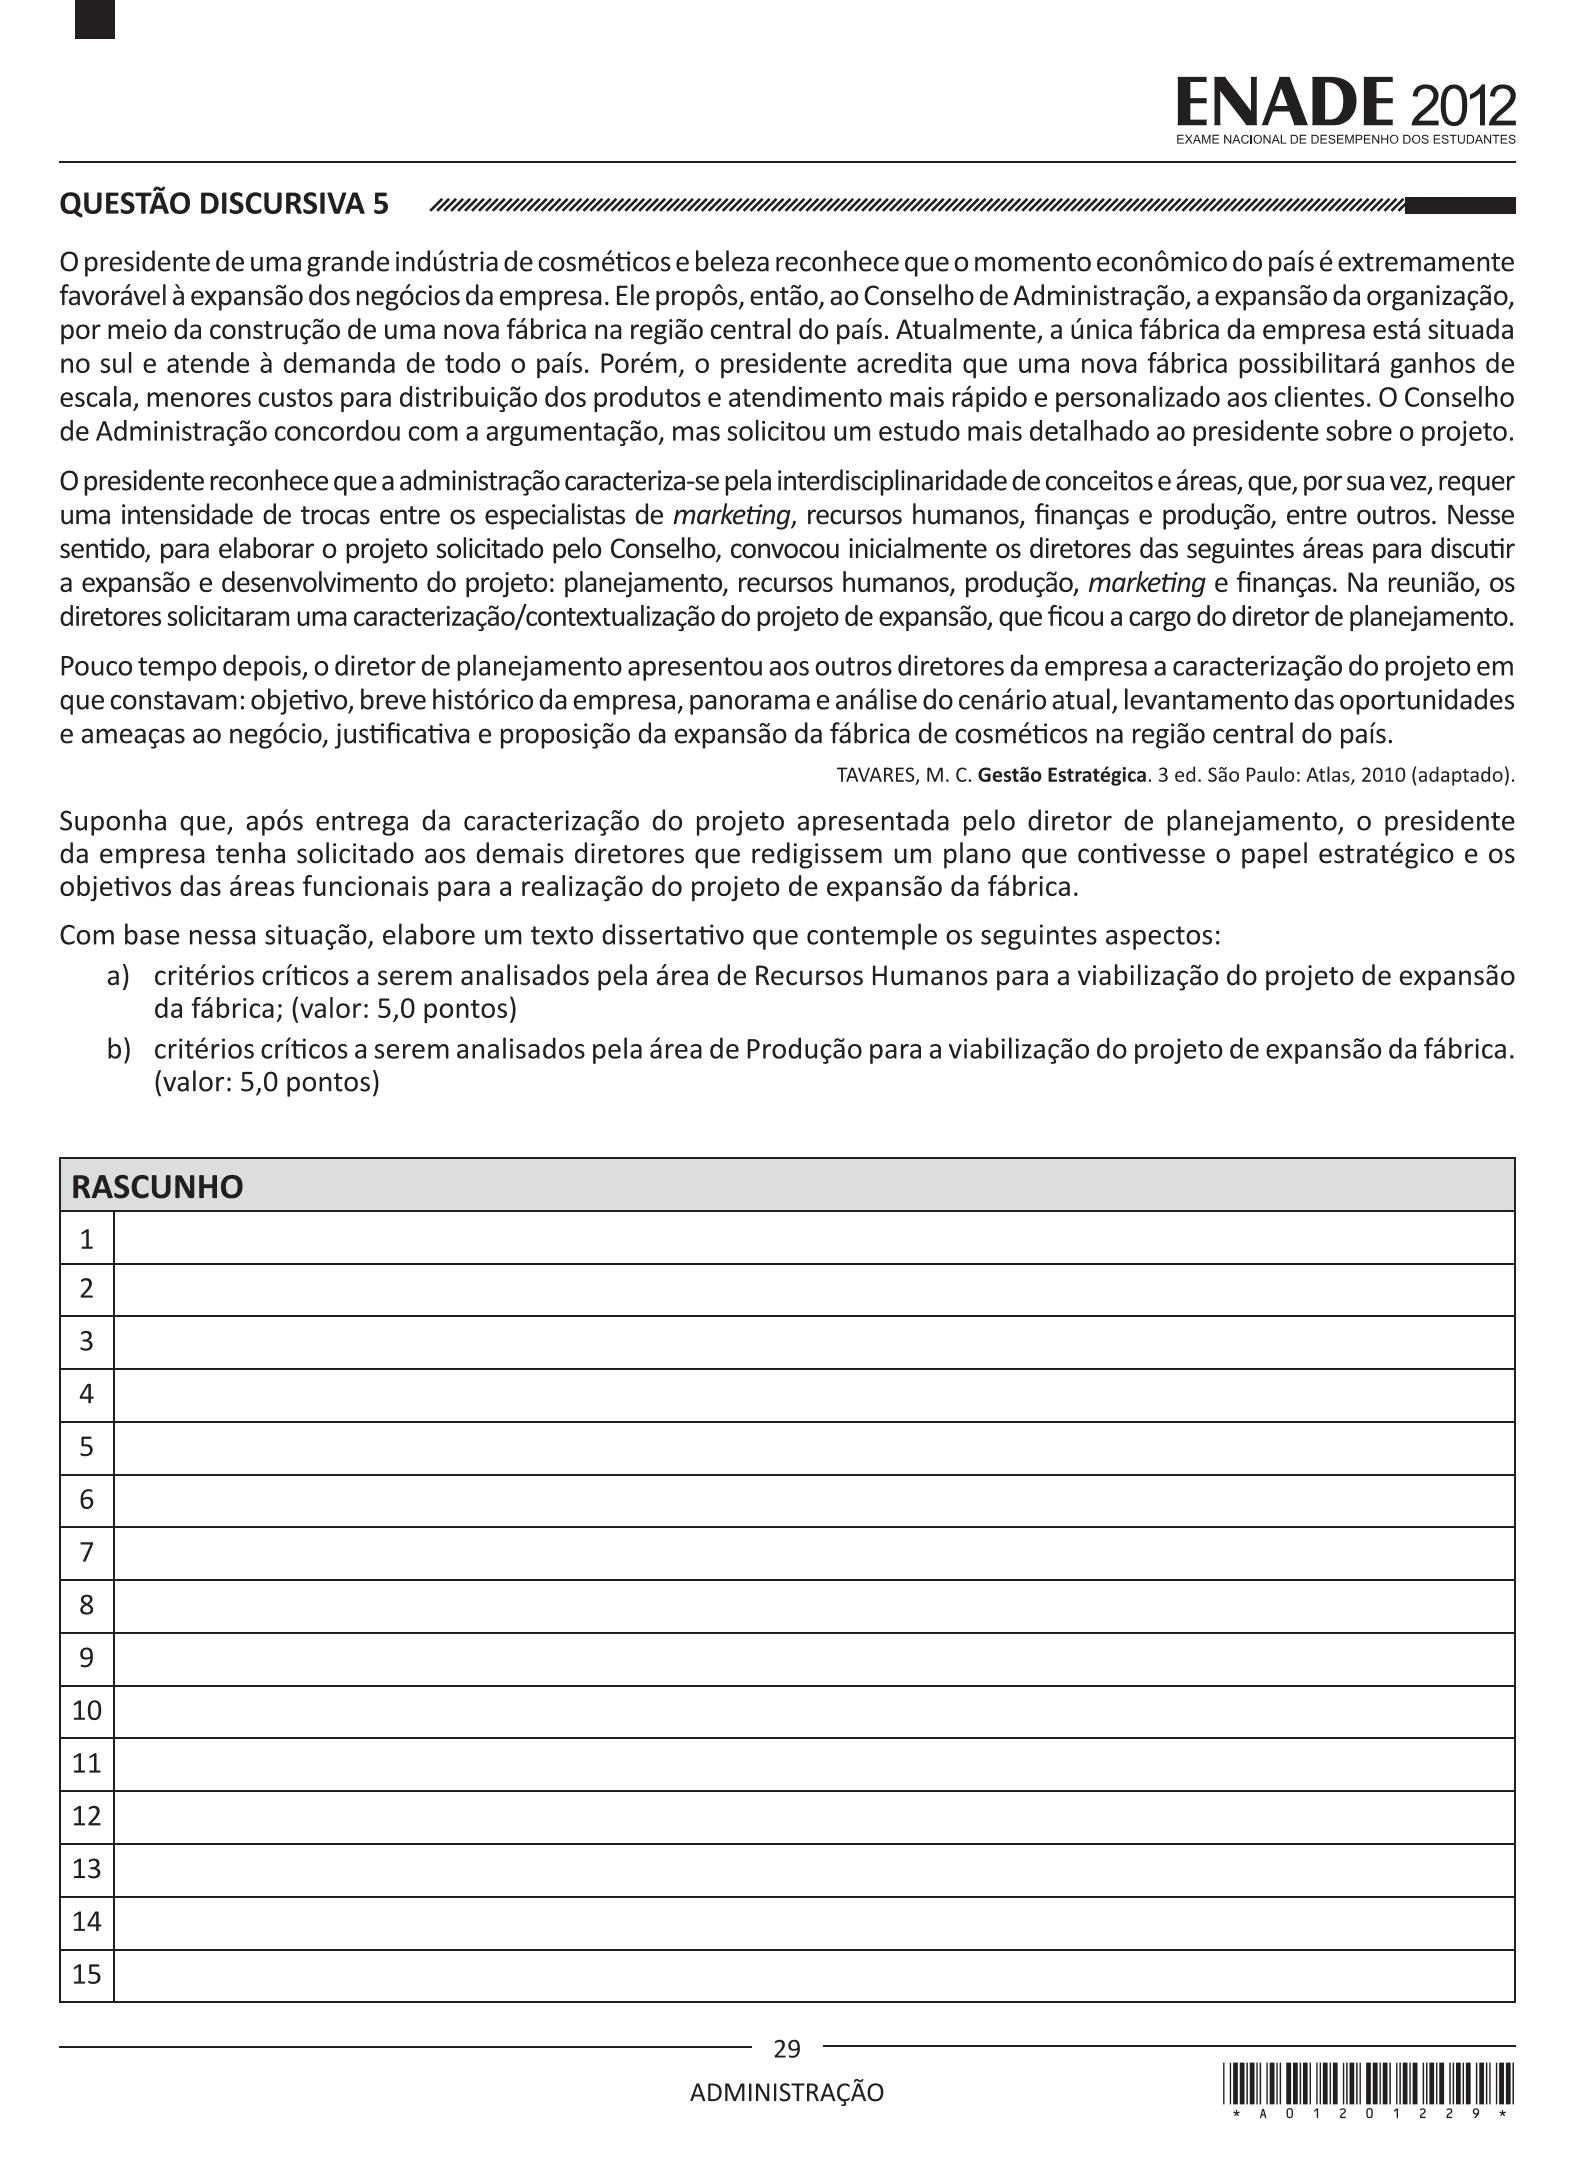 ENADE 2012
EXAME NACIONAL DE DESEMPENHO DOS ESTUDANTES
QUESTÃO DISCURSIVA 5
O presidente de uma grande indústria de cosméticos e beleza reconhece que o momento econômico do país é extremamente
favorável à expansão dos negócios da empresa. Ele propôs, então, ao Conselho de Administração, a expansão da organização,
por meio da construção de uma nova fábrica na região central do país. Atualmente, a única fábrica da empresa está situada
no sul e atende à demanda de todo o país. Porém, o presidente acredita que uma nova fábrica possibilitará ganhos de
escala, menores custos para distribuição dos produtos e atendimento mais rápido e personalizado aos clientes. O Conselho
de Administração concordou com a argumentação, mas solicitou um estudo mais detalhado ao presidente sobre o projeto.
O presidente reconhece que a administração caracteriza-se pela interdisciplinaridade de conceitos e áreas, que, por sua vez, requer
uma intensidade de trocas entre os especialistas de marketing, recursos humanos, finanças e produção, entre outros. Nesse
sentido, para elaborar o projeto solicitado pelo Conselho, convocou inicialmente os diretores das seguintes áreas para discutir
a expansão e desenvolvimento do projeto: planejamento, recursos humanos, produção, marketing e finanças. Na reunião, os
diretores solicitaram uma caracterização/contextualização do projeto de expansão, que ficou a cargo do diretor de planejamento.
Pouco tempo depois, o diretor de planejamento apresentou aos outros diretores da empresa a caracterização do projeto em
que constavam: objetivo, breve histórico da empresa, panorama e análise do cenário atual, levantamento das oportunidades
e ameaças ao negócio, justificativa e proposição da expansão da fábrica de cosméticos na região central do país.
TAVARES, M. C. Gestão Estratégica. 3 ed. São Paulo: Atlas, 2010 (adaptado).
Suponha que, após entrega da caracterização do projeto apresentada pelo diretor de planejamento, o presidente
da empresa tenha solicitado aos demais diretores que redigissem um plano que contivesse o papel estratégico e os
objetivos das áreas funcionais para a realização do projeto de expansão da fábrica.
Com base nessa situação, elabore um texto dissertativo que contemple os seguintes aspectos:
a) critérios críticos a serem analisados pela área de Recursos Humanos para a viabilização do projeto de expansão
da fábrica; (valor: 5,0 pontos)
b) critérios críticos a serem analisados pela área de Produção para a viabilização do projeto de expansão da fábrica.
(valor: 5,0 pontos)
RASCUNHO
1
2
3
4
5
6
7
8
9
10
11
12
13
14
15
29
ADMINISTRAÇÃO
* A 0 1 2 0 1 2 2 9 *